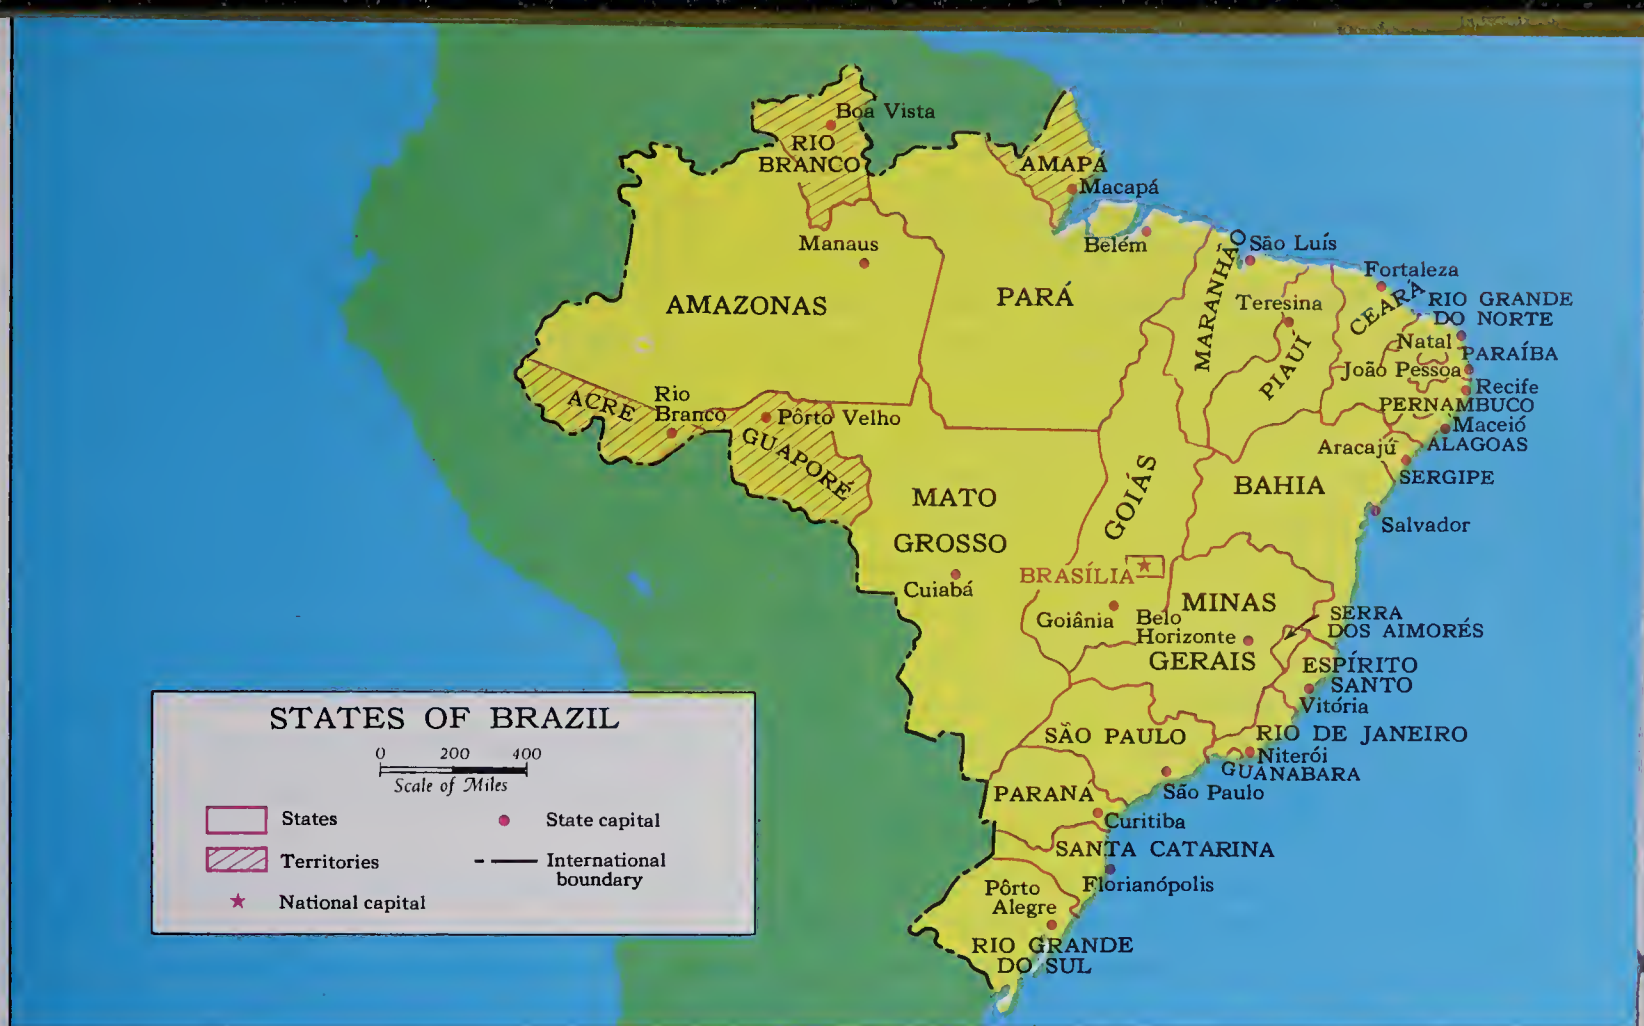 Boa Vista
RIO
BRANCO
AMAPÁ
Macapá
Manaus
Belém
São Luís
MARANHÃO
Fortaleza
CEARÁ
RIO GRANDE
DO NORTE
AMAZONAS
PARÁ
Teresina
PIAUÍ
Natal
PARAÍBA
João Pessoa
Recife
PERNAMBUCO
Maceió
ALAGOAS
Aracajú
SERGIPE
ACRE
Rio
Branco
Pôrto Velho
GUAPORÉ
MATO
GROSSO
Cuiabá
GOIÁS
BAHIA
Salvador
BRASÍLIA
Goiânia
Belo
Horizonte
MINAS
GERAIS
SERRA
DOS AIMORÉS
ESPÍRITO
SANTO
Vitória
SÃO PAULO
RIO DE JANEIRO
Niterói
GUANABARA
São Paulo
PARANÁ
Curitiba
SANTA CATARINA
Florianópolis
Pôrto
Alegre
RIO GRANDE
DO SUL
STATES OF BRAZIL
0 200 400
Scale of Miles
States
State capital
Territories
International
boundary
National capital